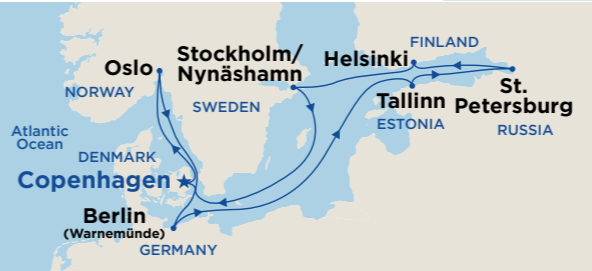 Stockholm/
Nynäshamn
Helsinki
FINLAND
Oslo
NORWAY
SWEDEN
Tallinn
ESTONIA
St.
Petersburg
RUSSIA
Atlantic
Ocean
DENMARK
Copenhagen
Berlin
(Warnemünde)
GERMANY